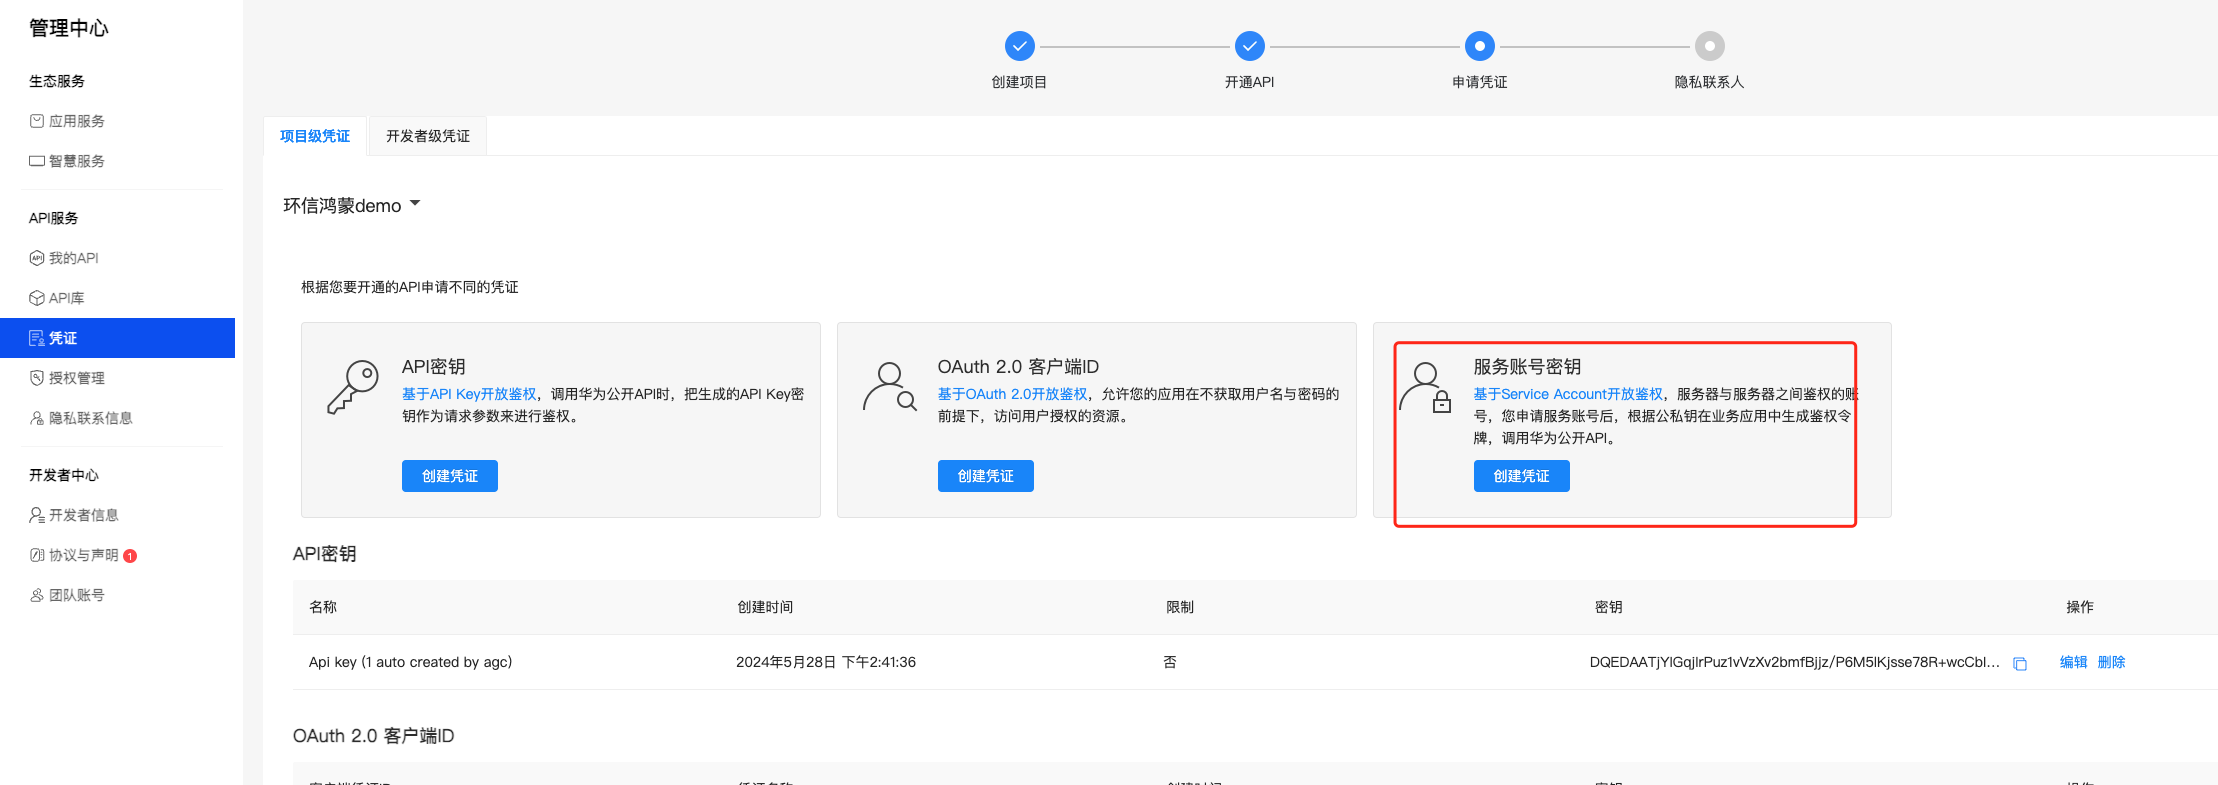 管理中心
生态服务
应用服务
智慧服务
API服务
我的API
API库
凭证
授权管理
隐私联系信息
开发者中心
开发者信息
协议与声明 1
团队账号
创建项目
开通API
申请凭证
隐私联系人
项目级凭证
开发者级凭证
环信鸿蒙demo
根据您要开通的API申请不同的凭证
API密钥
基于API Key开放鉴权，调用华为公开API时，把生成的API Key密
钥作为请求参数来进行鉴权。
创建凭证
OAuth 2.0 客户端ID
基于OAuth 2.0开放鉴权，允许您的应用在不获取用户名与密码的
前提下，访问用户授权的资源。
创建凭证
服务账号密钥
基于Service Account开放鉴权，服务器与服务器之间鉴权的账
号，您申请服务账号后，根据公私钥在业务应用中生成鉴权令
牌，调用华为公开API。
创建凭证
API密钥
名称 创建时间 限制 密钥 操作
Api key (1 auto created by agc) 2024年5月28日 下午2:41:36 否 DQEDAATjYlGqjlrPuz1vVzXv2bmfBjjz/P6M5lKjsse78R+wcCbl... 编辑 删除
OAuth 2.0 客户端ID